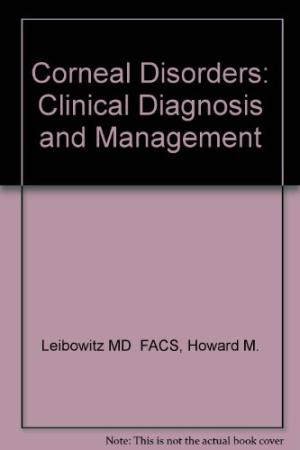 Corneal Disorders:
Clinical Diagnosis
and Management
Leibowitz MD  FACS, Howard M.
Note: This is not the actual book cover